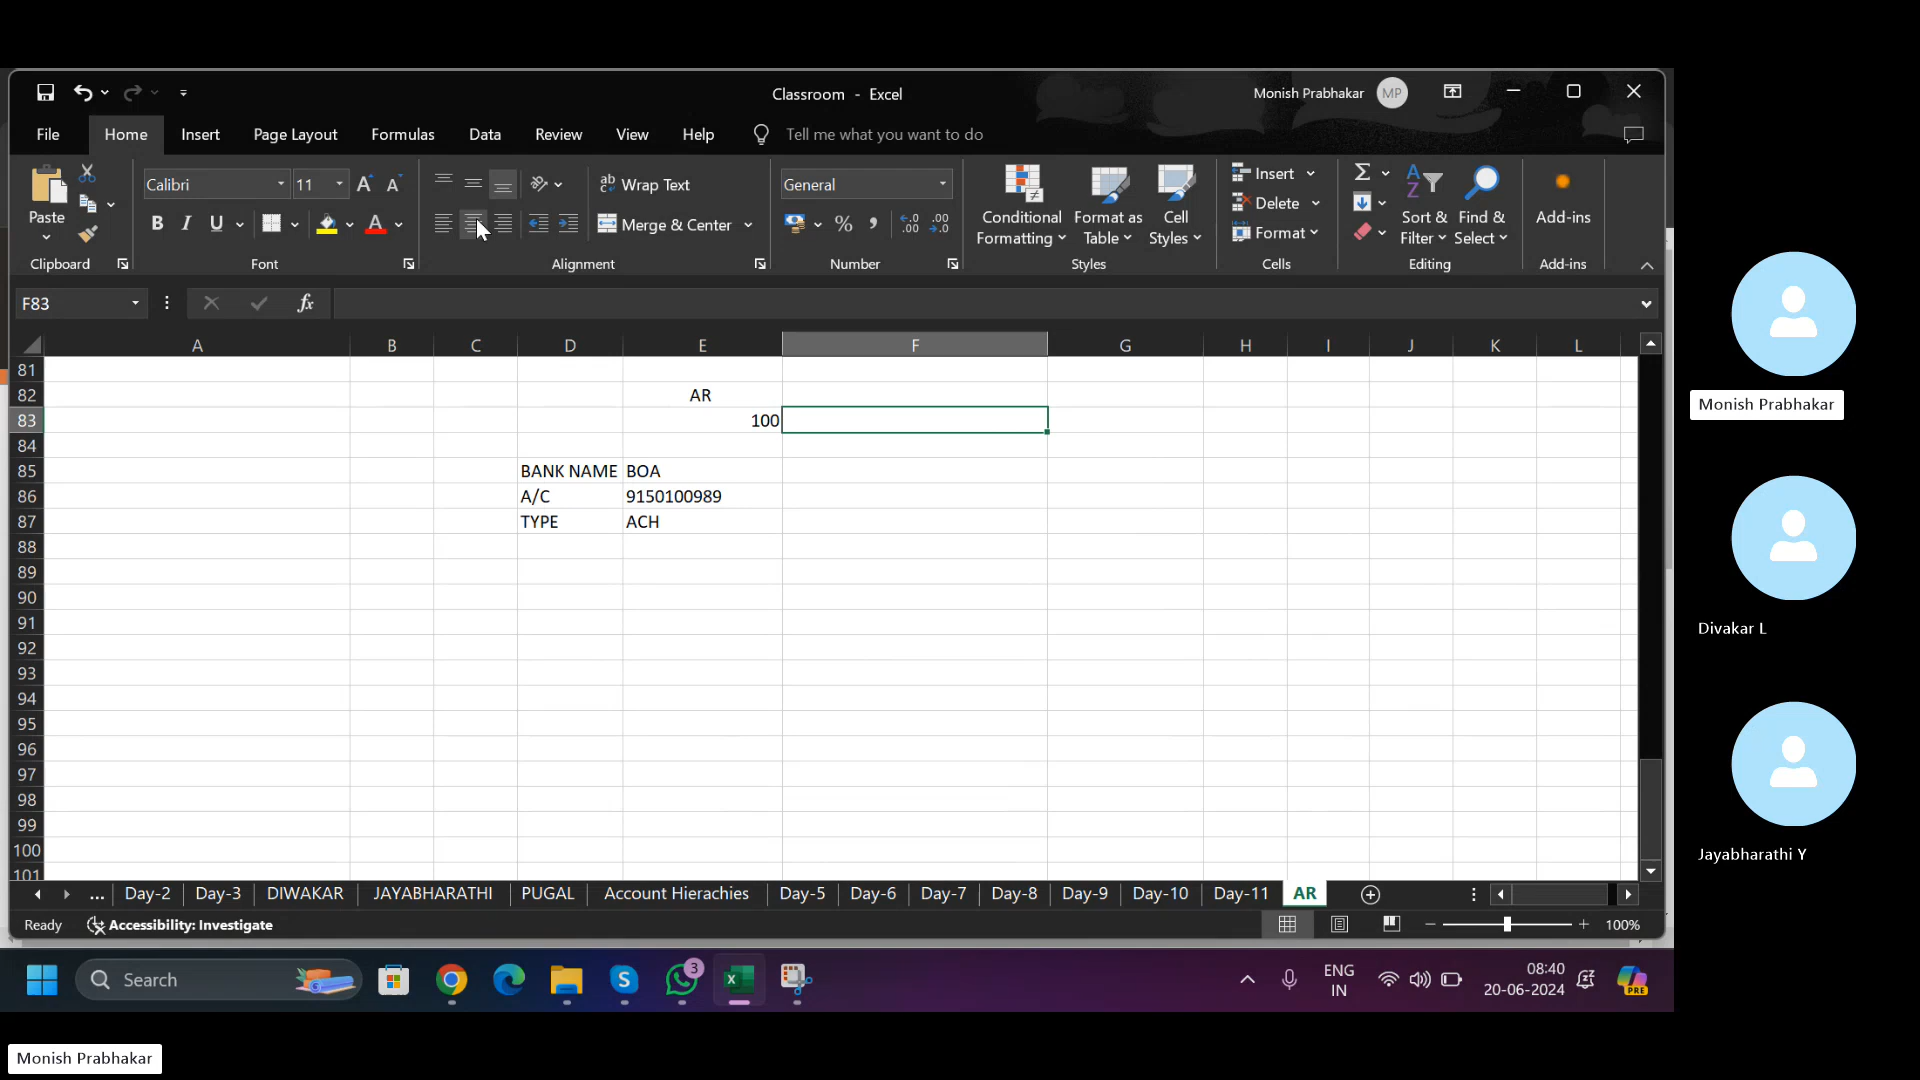 Classroom - Excel
Monish Prabhakar MP
File Home Insert Page Layout Formulas Data Review View Help Tell me what you want to do
Paste
Clipboard
Calibri 11
B I U
Font
Wrap Text
Merge & Center
Alignment
General
Number
Conditional Formatting
Format as Table
Cell Styles
Styles
Insert
Delete
Format
Cells
Sort & Filter
Find & Select
Editing
Add-ins
Add-ins
F83 fx
A B C D E F G H I J K L
81
82 AR
83 100
84
85 BANK NAME BOA
86 A/C 9150100989
87 TYPE ACH
88
89
90
91
92
93
94
95
96
97
98
99
100
101
... Day-2 Day-3 DIWAKAR JAYABHARATHI PUGAL Account Hierachies Day-5 Day-6 Day-7 Day-8 Day-9 Day-10 Day-11 AR
Ready Accessibility: Investigate 100%
Search
3
ENG
IN
08:40
20-06-2024
PRE
Monish Prabhakar
Divakar L
Jayabharathi Y
Monish Prabhakar